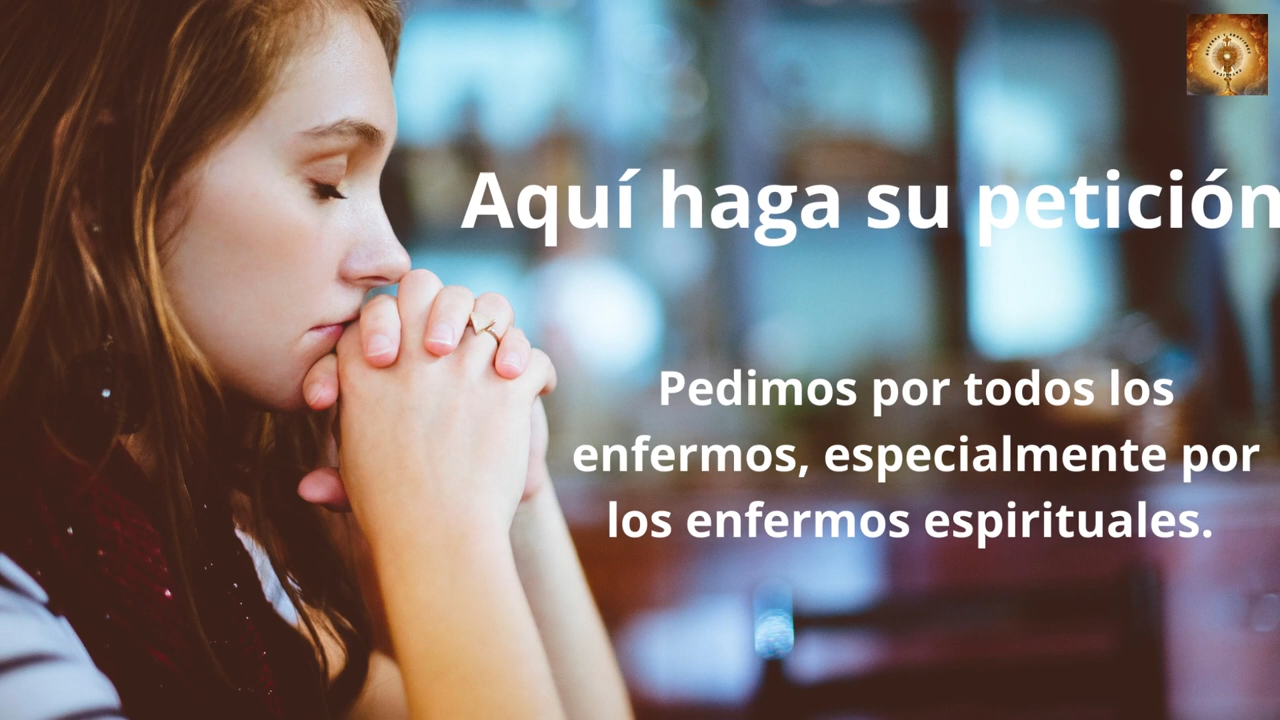 Aquí haga su petición
Pedimos por todos los
enfermos, especialmente por
los enfermos espirituales.